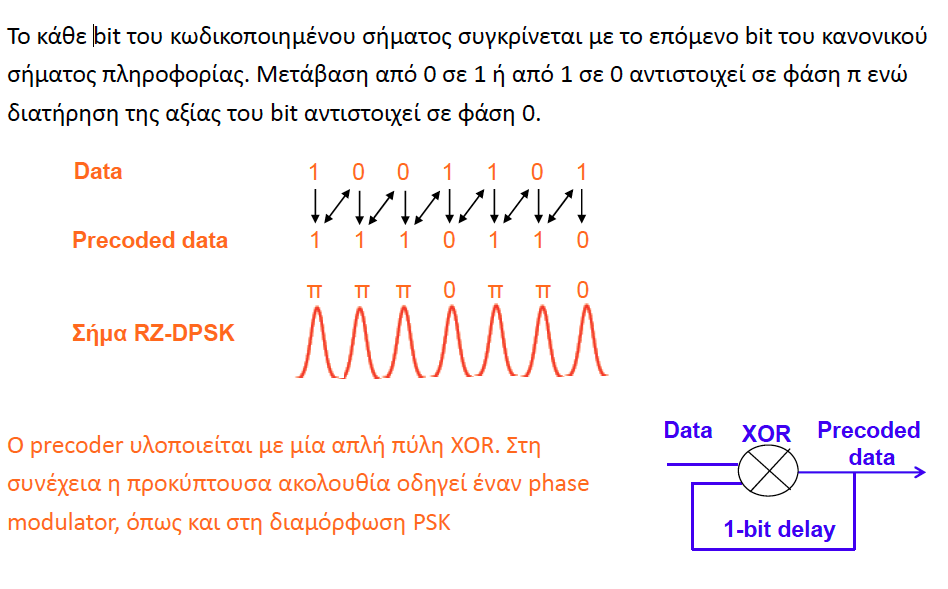 Το κάθε bit του κωδικοποιημένου σήματος συγκρίνεται με το επόμενο bit του κανονικού
σήματος πληροφορίας. Μετάβαση από 0 σε 1 ή από 1 σε 0 αντιστοιχεί σε φάση π ενώ
διατήρηση της αξίας του bit αντιστοιχεί σε φάση 0.
Data 1 0 0 1 1 0 1
Precoded data 1 1 1 0 1 1 0
π π π 0 π π 0
Σήμα RZ-DPSK
Ο precoder υλοποιείται με μία απλή πύλη XOR. Στη
συνέχεια η προκύπτουσα ακολουθία οδηγεί έναν phase
modulator, όπως και στη διαμόρφωση PSK
Data XOR Precoded
data
1-bit delay